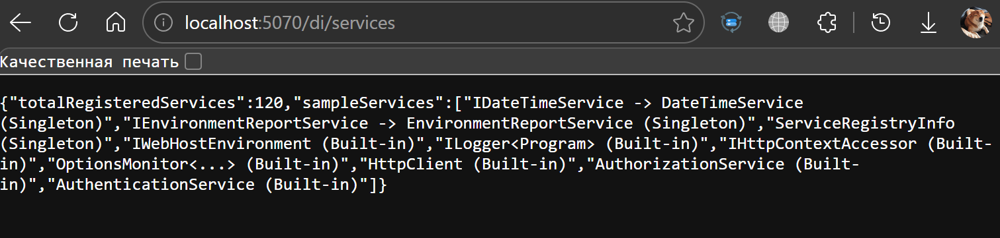 localhost:5070/di/services
Качественная печать
{"totalRegisteredServices":120,"sampleServices":["IDateTimeService -> DateTimeService
(Singleton)","IEnvironmentReportService -> EnvironmentReportService (Singleton)","ServiceRegistryInfo
(Singleton)","IWebHostEnvironment (Built-in)","ILogger<Program> (Built-in)","IHttpContextAccessor (Built-
in)","OptionsMonitor<...> (Built-in)","HttpClient (Built-in)","AuthorizationService (Built-
in)","AuthenticationService (Built-in)"]}